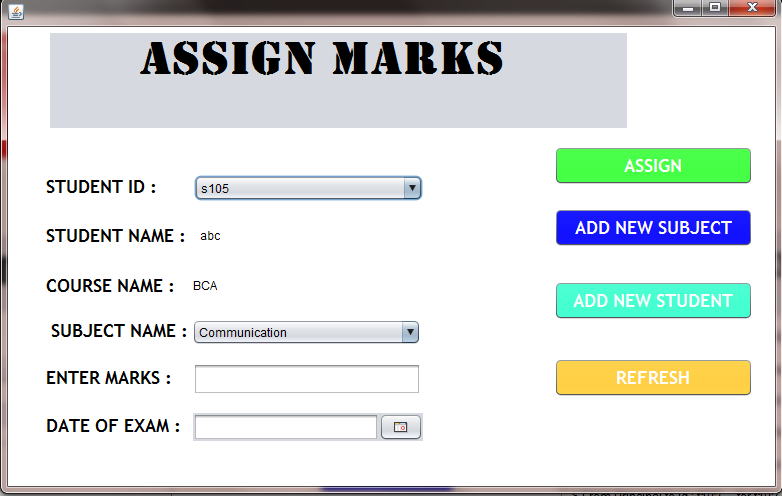 ASSIGN MARKS
STUDENT ID : s105
STUDENT NAME : abc
COURSE NAME : BCA
SUBJECT NAME : Communication
ENTER MARKS :
DATE OF EXAM :
ASSIGN
ADD NEW SUBJECT
ADD NEW STUDENT
REFRESH